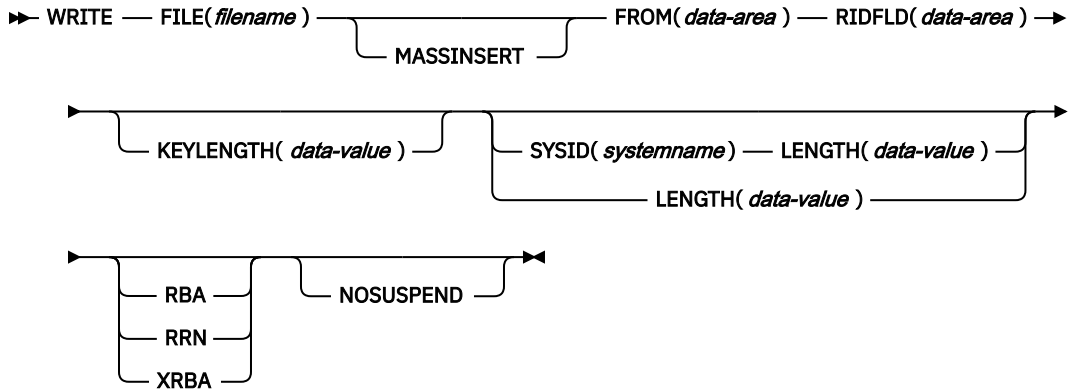 WRITE FILE(filename) FROM(data-area) RIDFLD(data-area)
MASSINSERT
KEYLENGTH( data-value ) SYSID(systemname) LENGTH(data-value )
LENGTH( data-value )
RBA NOSUSPEND
RRN
XRBA